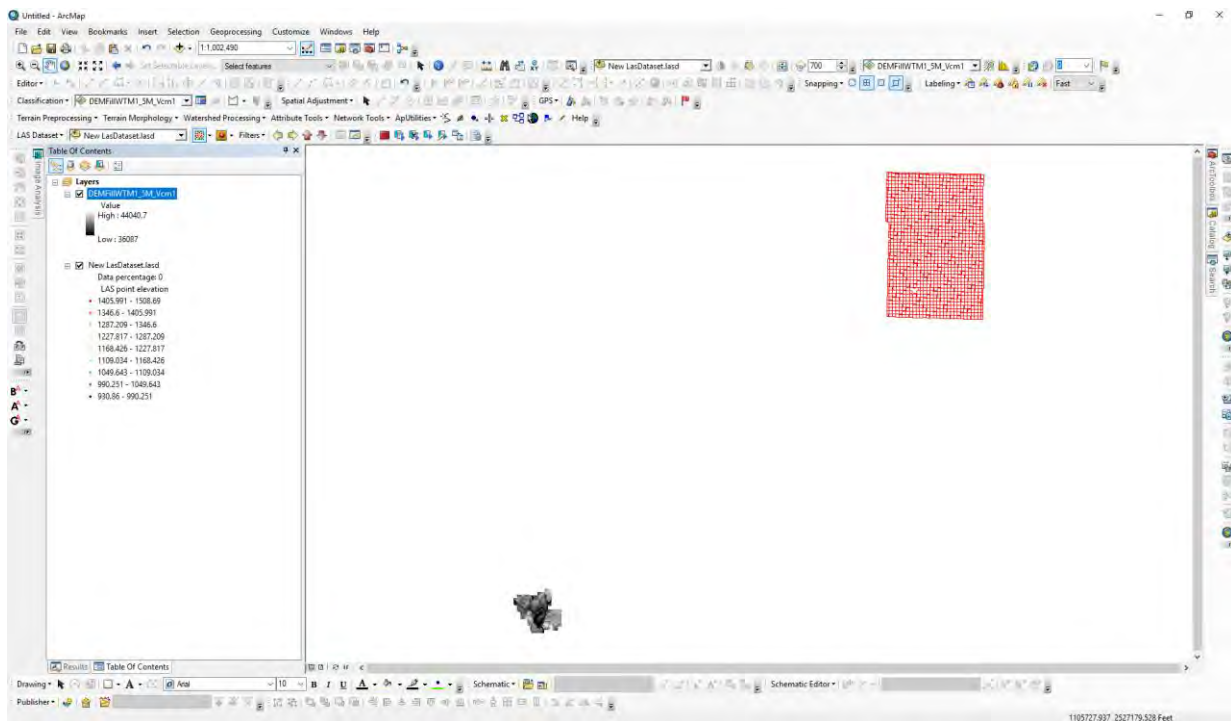 Untitled - ArcMap
File Edit View Bookmarks Insert Selection Geoprocessing Customize Windows Help
1:1,002,490
Select features New LasDataset.lasd 700 DEMFillWTM1_5M_Vcm1
Editor Snapping Labeling Fast
Classification DEMFillWTM1_5M_Vcm1 Spatial Adjustment GPS
Terrain Preprocessing Terrain Morphology Watershed Processing Attribute Tools Network Tools ApUtilities Help
LAS Dataset New LasDataset.lasd Filters
Table Of Contents
Image Analysis
Layers
DEMFillWTM1_5M_Vcm1
Value
High : 44040.7
Low : 36087
New LasDataset.lasd
Data percentage: 0
LAS point elevation
1405.991 - 1508.69
1346.6 - 1405.991
1287.209 - 1346.6
1227.817 - 1287.209
1168.426 - 1227.817
1109.034 - 1168.426
1049.643 - 1109.034
990.251 - 1049.643
930.86 - 990.251
B
A
G
ArcToolbox
Catalog
Search
Results Table Of Contents
Drawing A Arial 10 B I U A Schematic Schematic Editor
Publisher
1105727.937 2527179.528 Feet